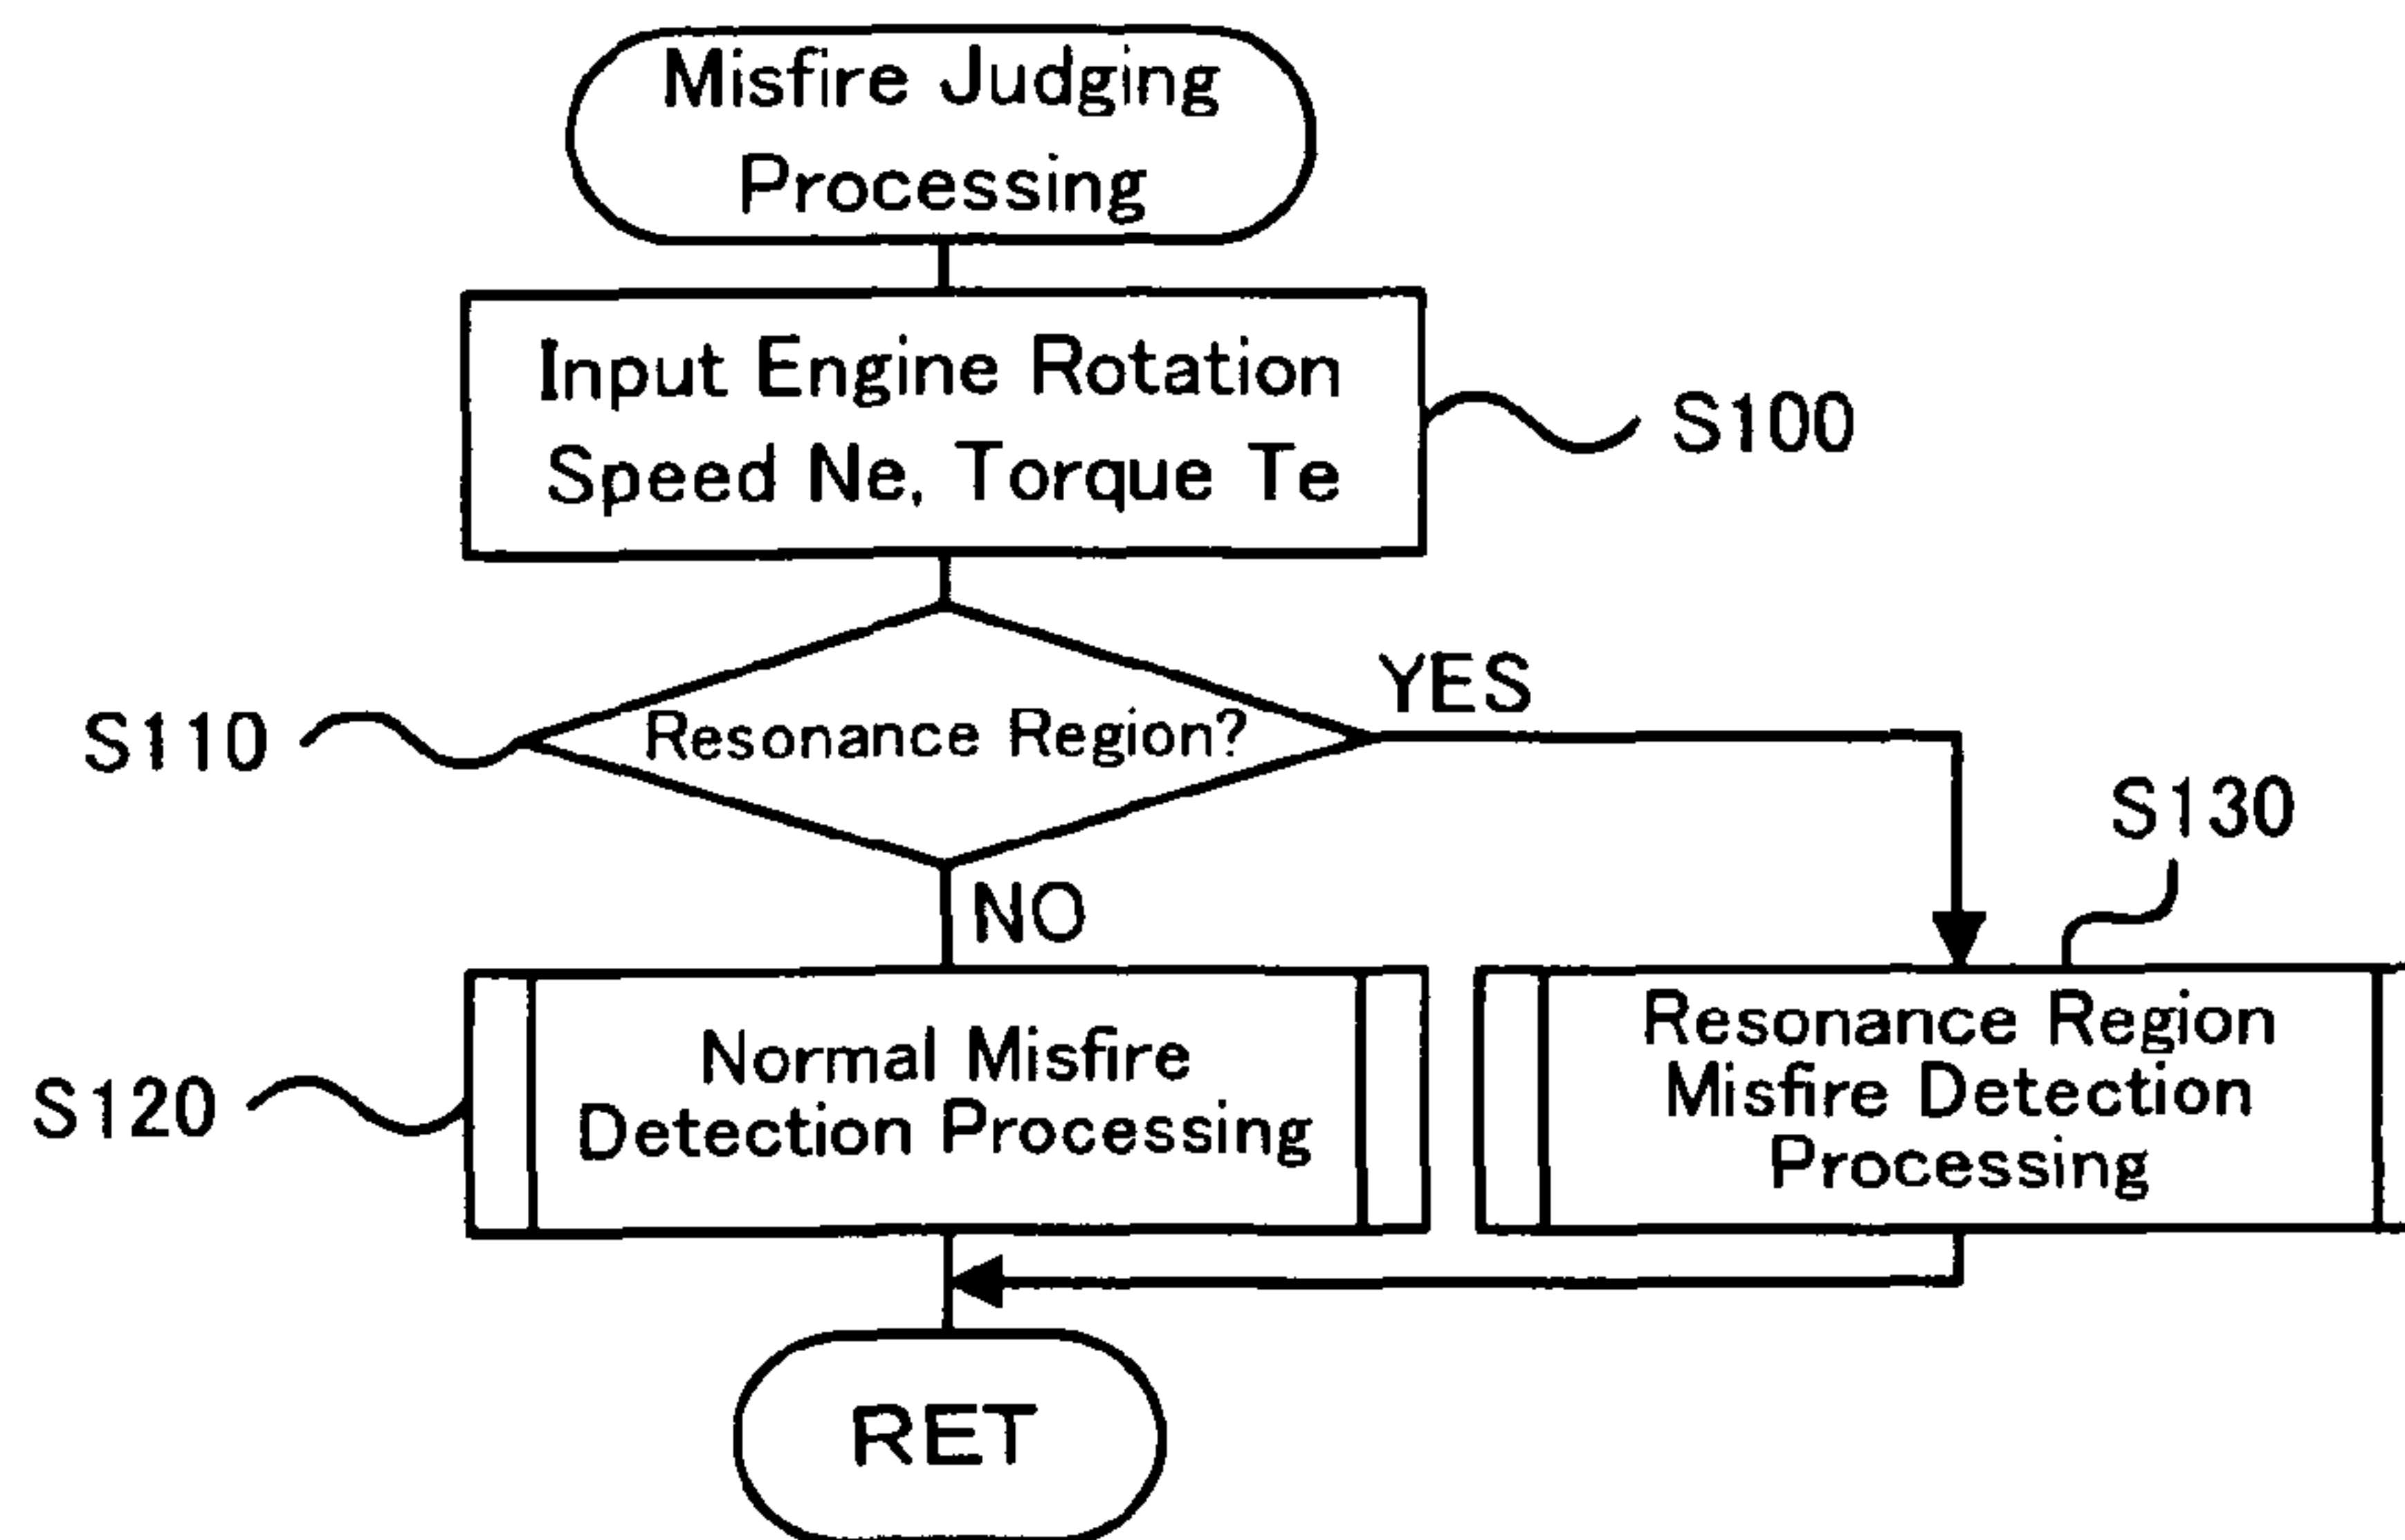 Misfire Judging
Processing
Input Engine Rotation
Speed Ne, Torque Te
S100
Resonance Region?
YES
S110
S130
NO
Normal Misfire
Detection Processing
S120
Resonance Region
Misfire Detection
Processing
RET